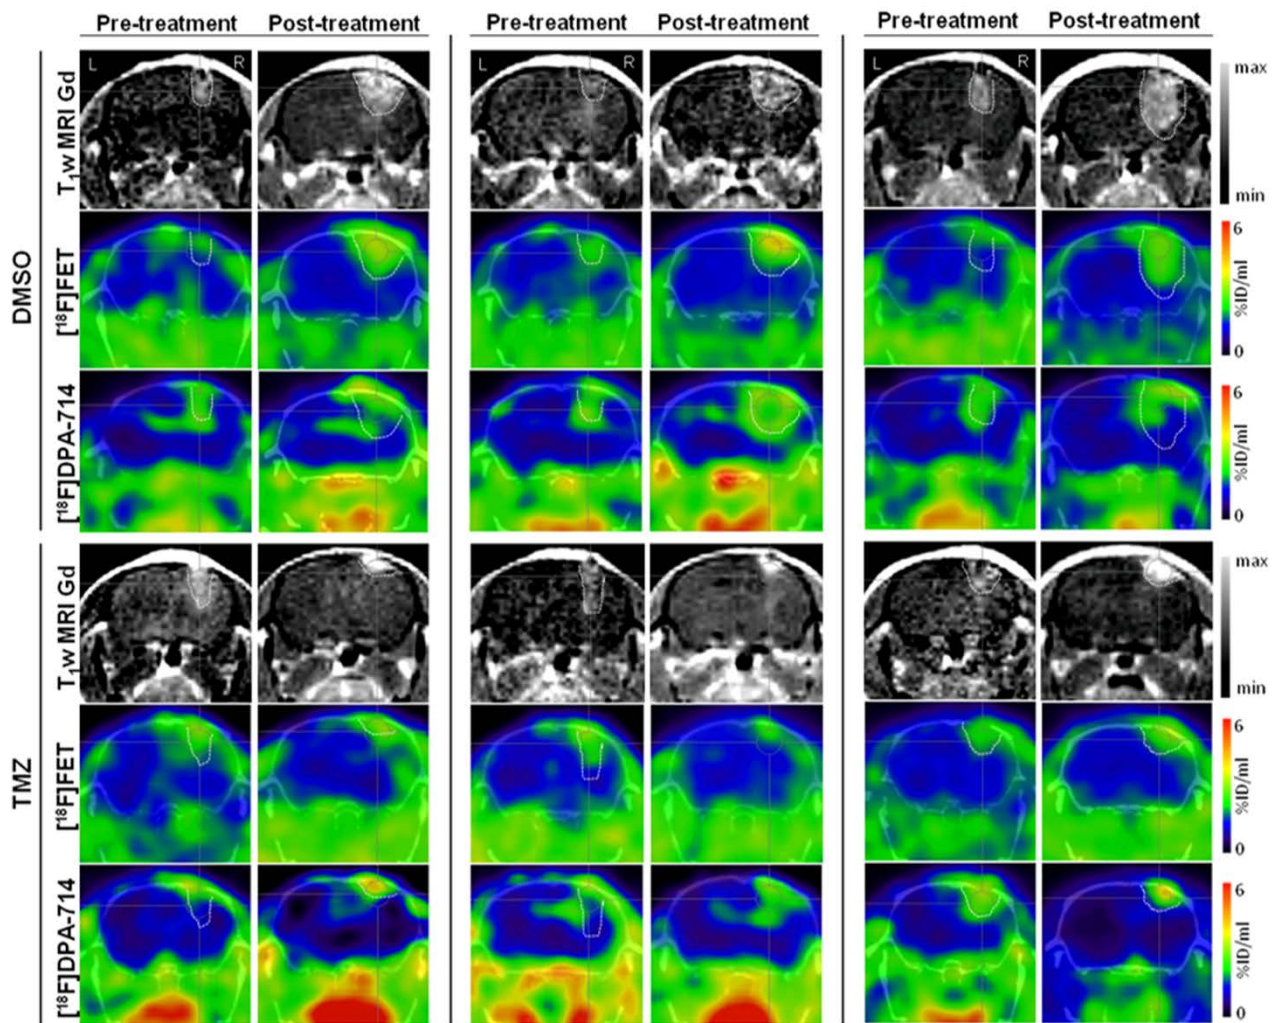 Pre-treatment Post-treatment Pre-treatment Post-treatment Pre-treatment Post-treatment
DMSO
T1w MRI Gd
L R L R L R
max
min
[18F]FET
6
%ID/ml
0
[18F]DPA-714
6
%ID/ml
0
TMZ
T1w MRI Gd
max
min
[18F]FET
6
%ID/ml
0
[18F]DPA-714
6
%ID/ml
0